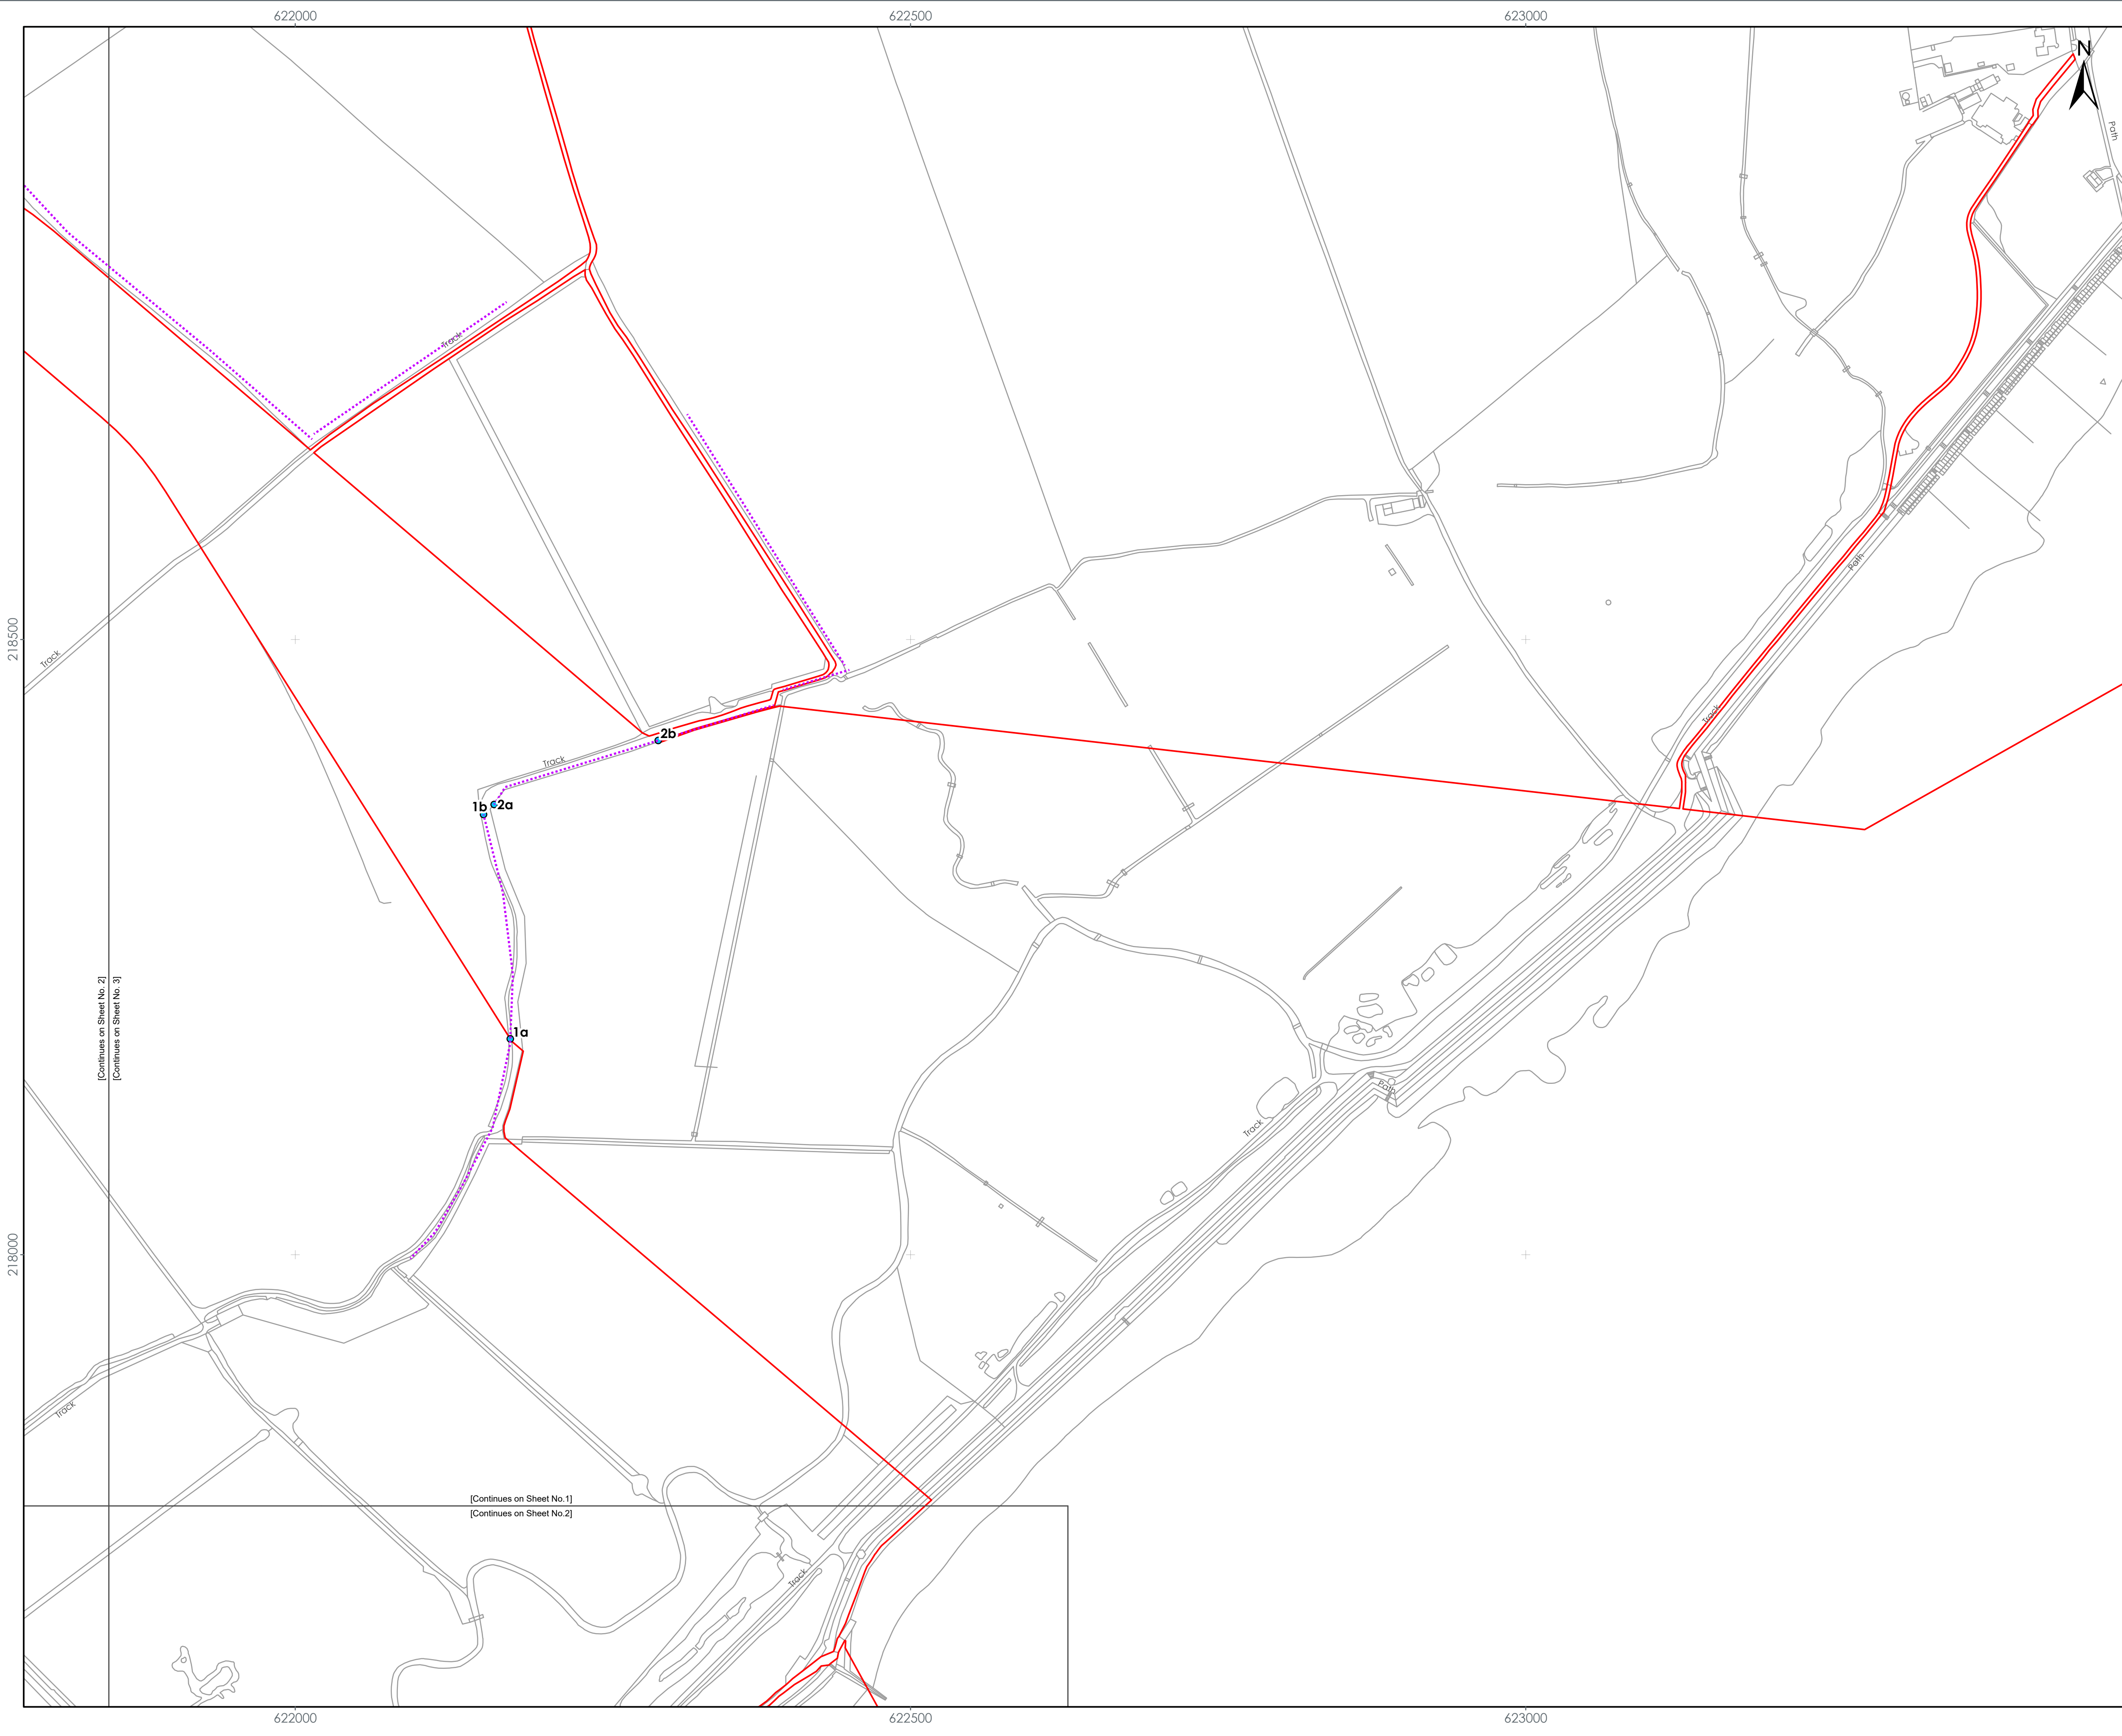 622000
622500
623000
N
Path
Track
Track
218500
Path
Track
2b
Track
1b
2a
[Continues on Sheet No. 2]
[Continues on Sheet No. 3]
1a
Path
Track
218000
Track
[Continues on Sheet No.1]
[Continues on Sheet No.2]
Track
622000
622500
623000